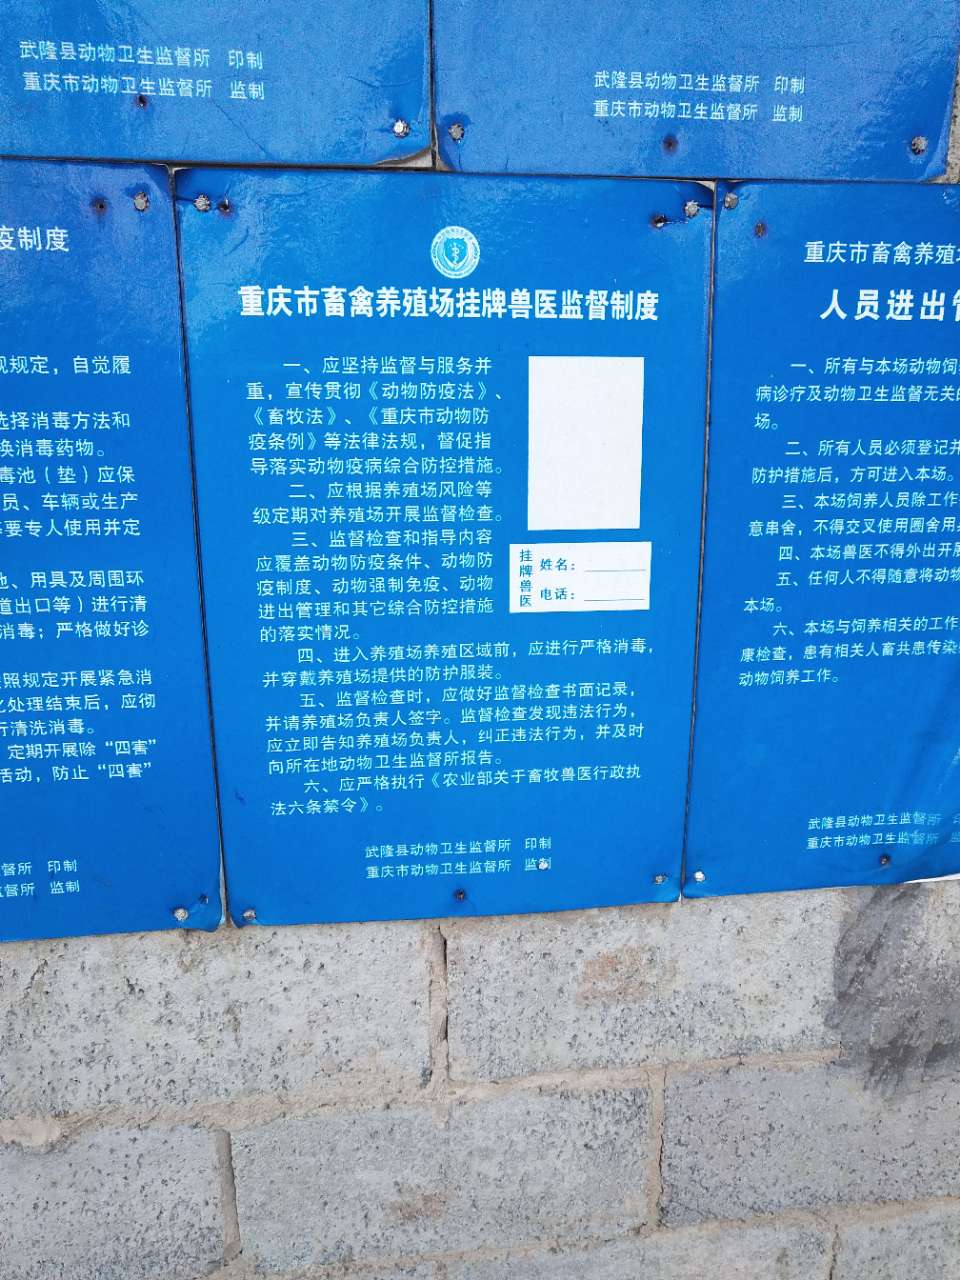 武隆县动物卫生监督所 印制
重庆市动物卫生监督所 监制
武隆县动物卫生监督所 印制
重庆市动物卫生监督所 监制
疫制度
规定，自觉履
选择消毒方法和
换消毒药物。
毒池（垫）应保
员、车辆或生产
要专人使用并定
、用具及周围环
道出口等）进行清
消毒；严格做好诊
照规定开展紧急消
处理结束后，应彻
行清洗消毒。
定期开展除“四害”
活动，防止“四害”
督所 印制
督所 监制
重庆市畜禽养殖场挂牌兽医监督制度
一、应坚持监督与服务并
重，宣传贯彻《动物防疫法》、
《畜牧法》、《重庆市动物防
疫条例》等法律法规，督促指
导落实动物疫病综合防控措施。
二、应根据养殖场风险等
级定期对养殖场开展监督检查。
三、监督检查和指导内容
应覆盖动物防疫条件、动物防
疫制度、动物强制免疫、动物
进出管理和其它综合防控措施
的落实情况。
挂牌兽医
姓名：
电话：
四、进入养殖场养殖区域前，应进行严格消毒，
并穿戴养殖场提供的防护服装。
五、监督检查时，应做好监督检查书面记录，
并请养殖场负责人签字。监督检查发现违法行为，
应立即告知养殖场负责人，纠正违法行为，并及时
向所在地动物卫生监督所报告。
六、应严格执行《农业部关于畜牧兽医行政执
法六条禁令》。
武隆县动物卫生监督所 印制
重庆市动物卫生监督所 监制
重庆市畜禽养殖
人员进出
一、所有与本场动物饲
病诊疗及动物卫生监督无关的
场。
二、所有人员必须登记并
防护措施后，方可进入本场。
三、本场饲养人员除工作
意串舍，不得交叉使用圈舍用具
四、本场兽医不得外出开展
五、任何人不得随意将动物
本场。
六、本场与饲养相关的工作
康检查，患有相关人畜共患传染
动物饲养工作。
武隆县动物卫生监督所
重庆市动物卫生监督所